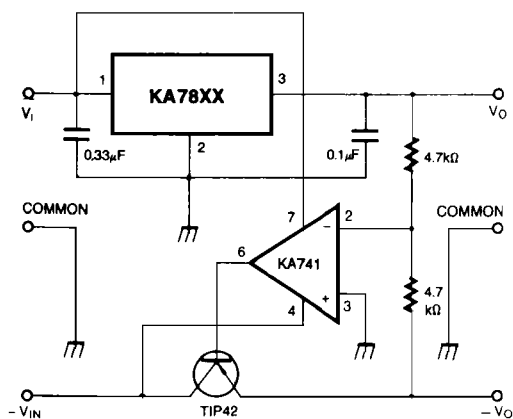 1
KA78XX
3
V_I
V_O
2
0.33µF
0.1µF
4.7kΩ
COMMON
COMMON
7
2
6
KA741
−
+
4
3
4.7
kΩ
−V_IN
TIP42
−V_O